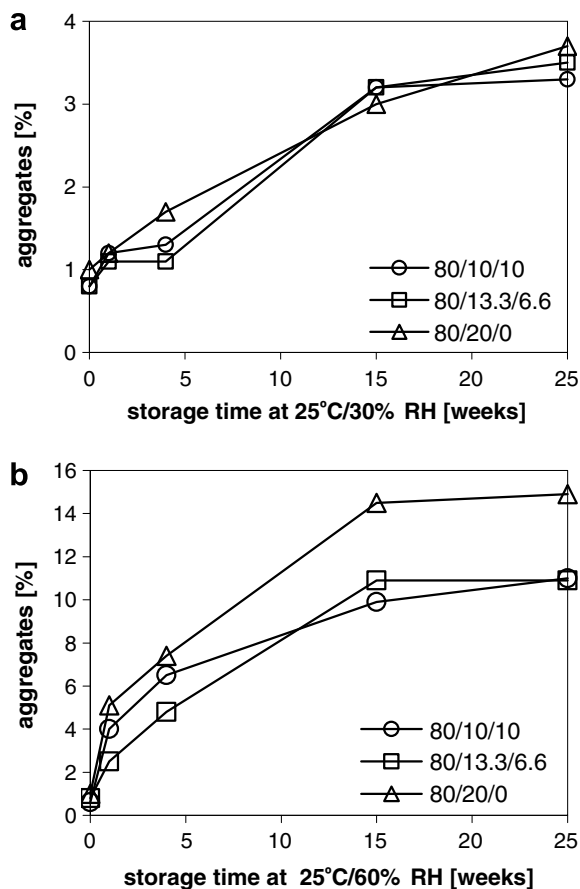 a
aggregates [%]
4
3
2
1
0
80/10/10
80/13.3/6.6
80/20/0
0 5 10 15 20 25
storage time at 25°C/30% RH [weeks]
b
aggregates [%]
16
14
12
10
8
6
4
2
0
80/10/10
80/13.3/6.6
80/20/0
0 5 10 15 20 25
storage time at 25°C/60% RH [weeks]